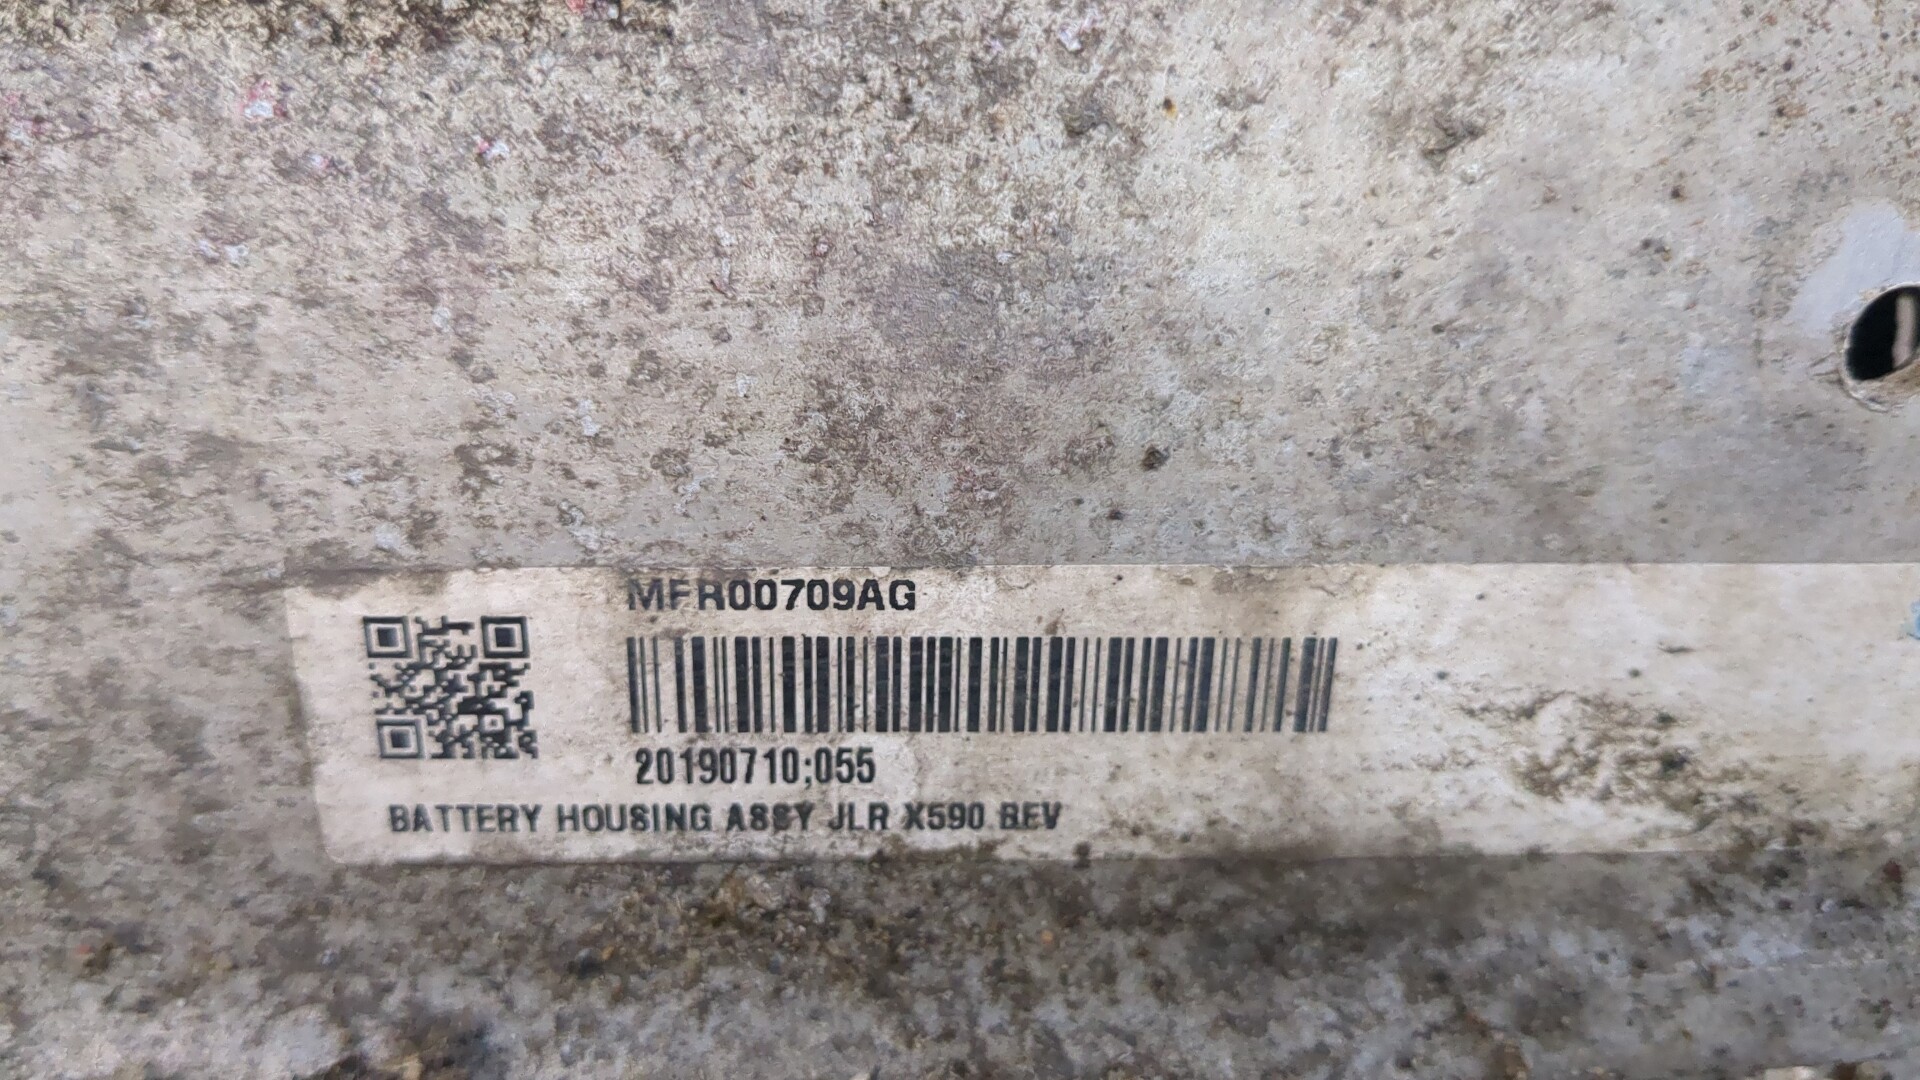 MFR00709AG
20190710;055
BATTERY HOUSING ASSY JLR X590 BEV